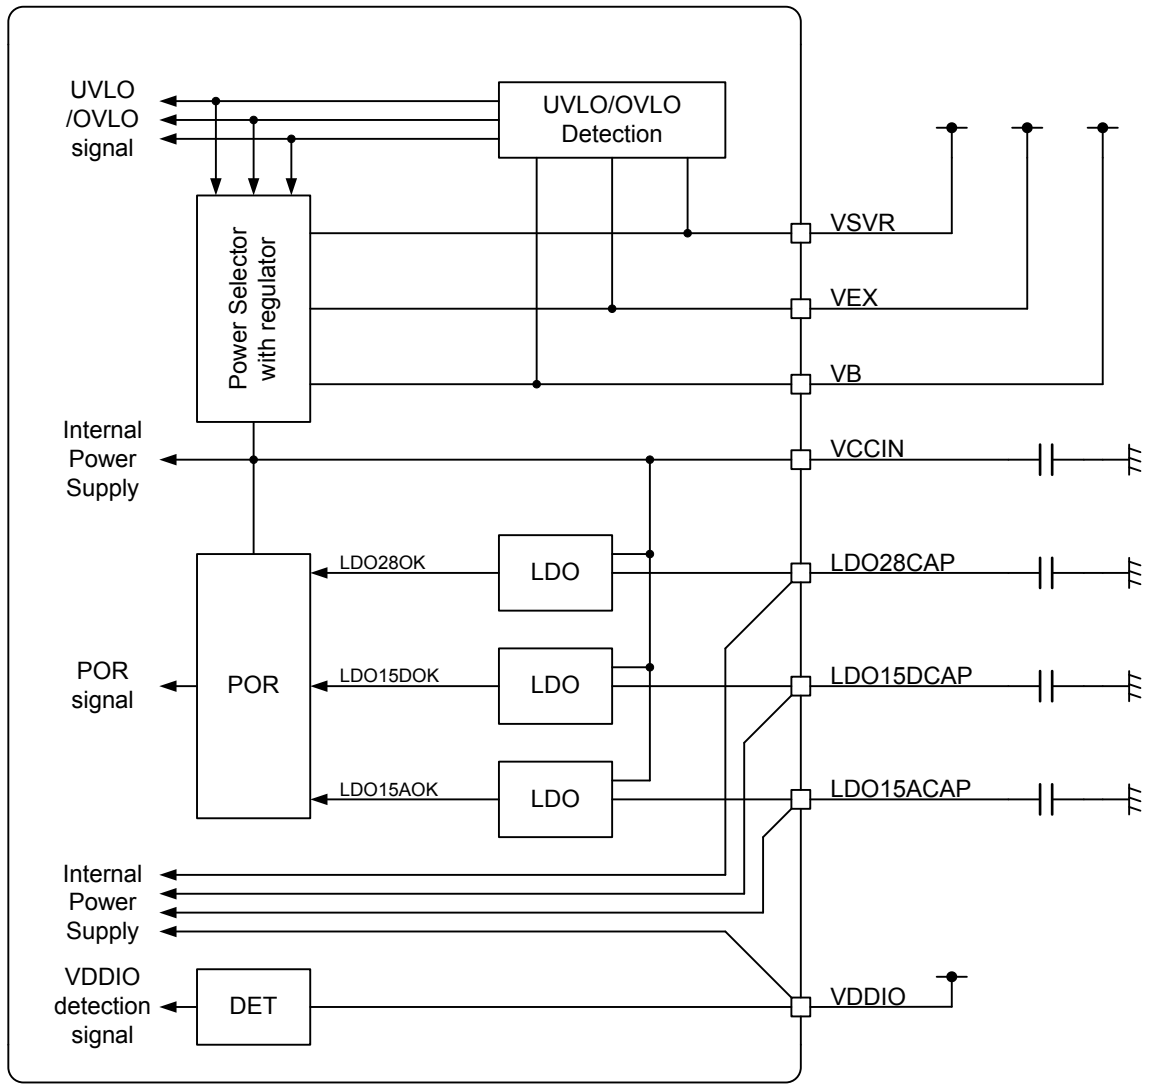 UVLO
/OVLO
signal
UVLO/OVLO
Detection
Power Selector
with regulator
VSVR
VEX
VB
Internal
Power
Supply
VCCIN
LDO28OK
LDO
LDO28CAP
POR
signal
POR
LDO15DOK
LDO
LDO15DCAP
LDO15AOK
LDO
LDO15ACAP
Internal
Power
Supply
VDDIO
detection
signal
DET
VDDIO